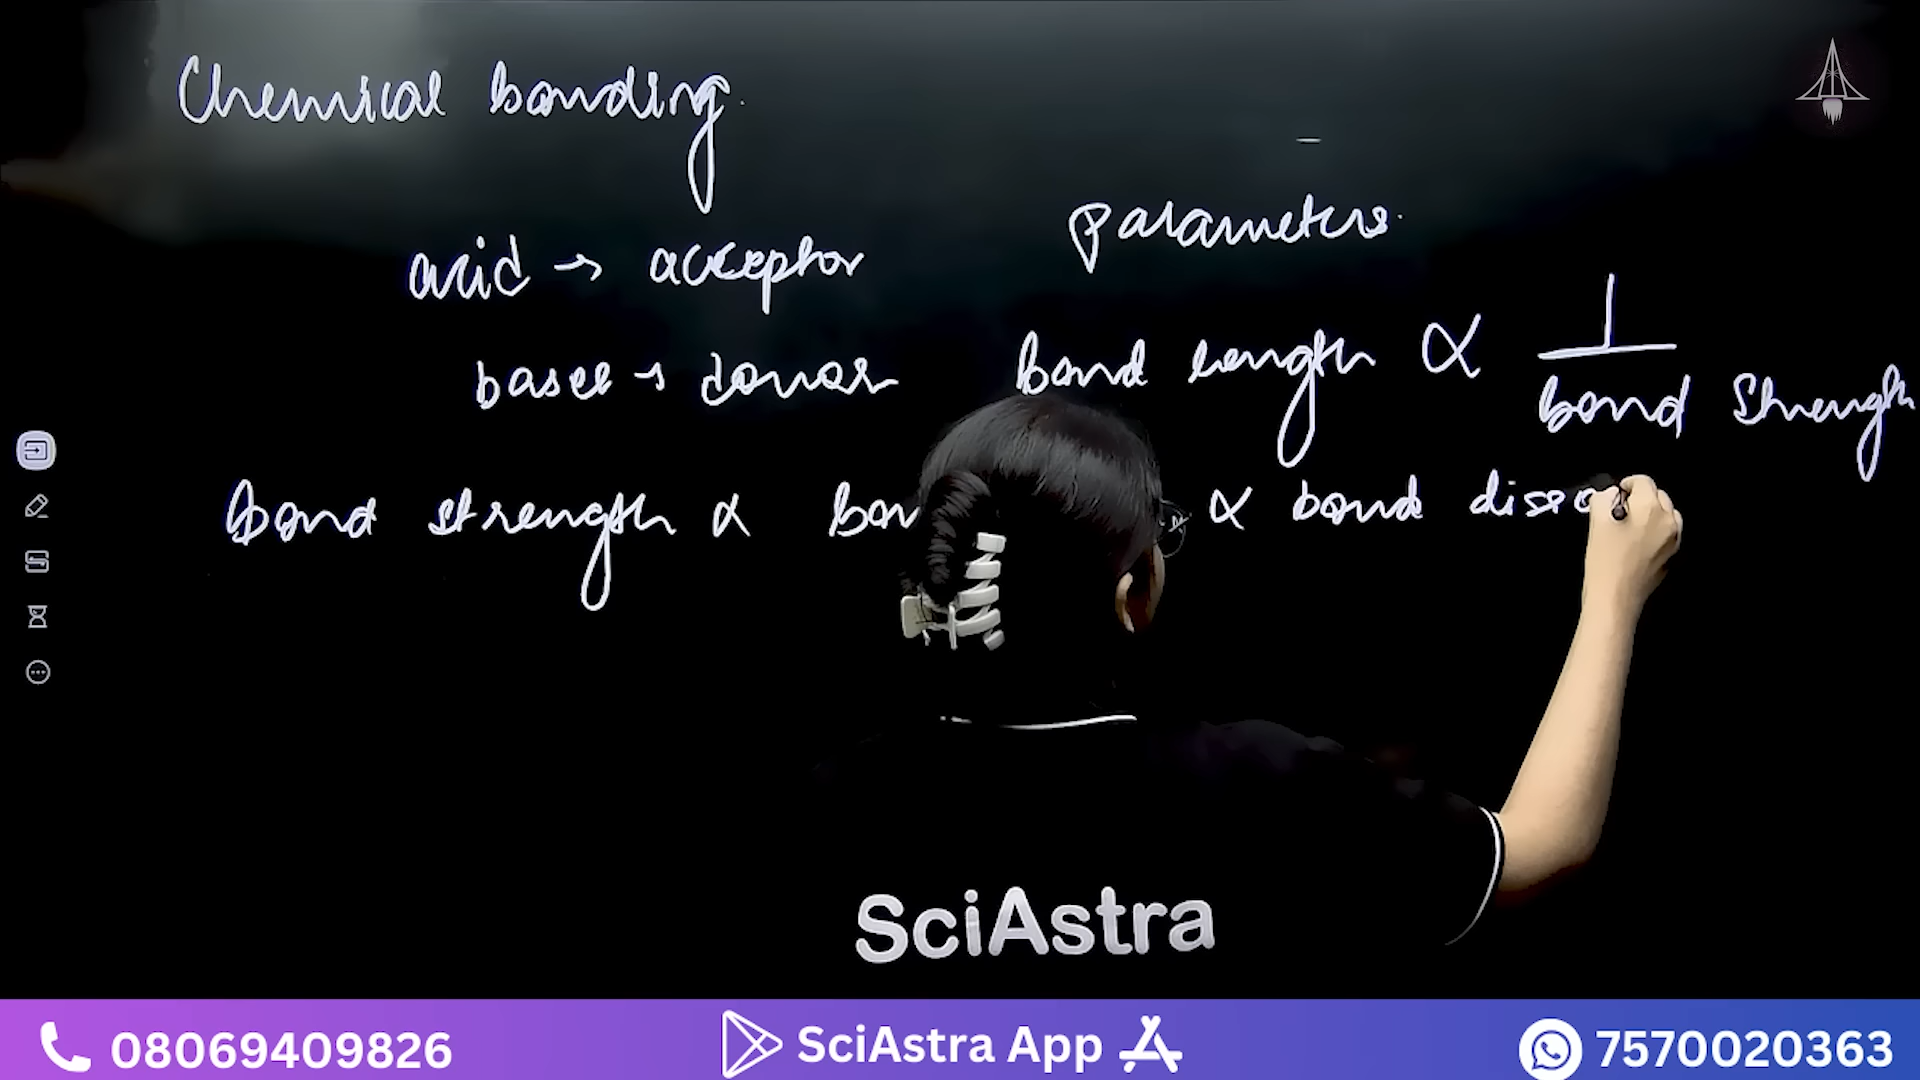 Chemical bonding
parameters
acid → acceptor
bases → donor
bond length ∝ 1 / bond strength
bond strength ∝ ∝ bond
SciAstra
08069409826
SciAstra App
7570020363